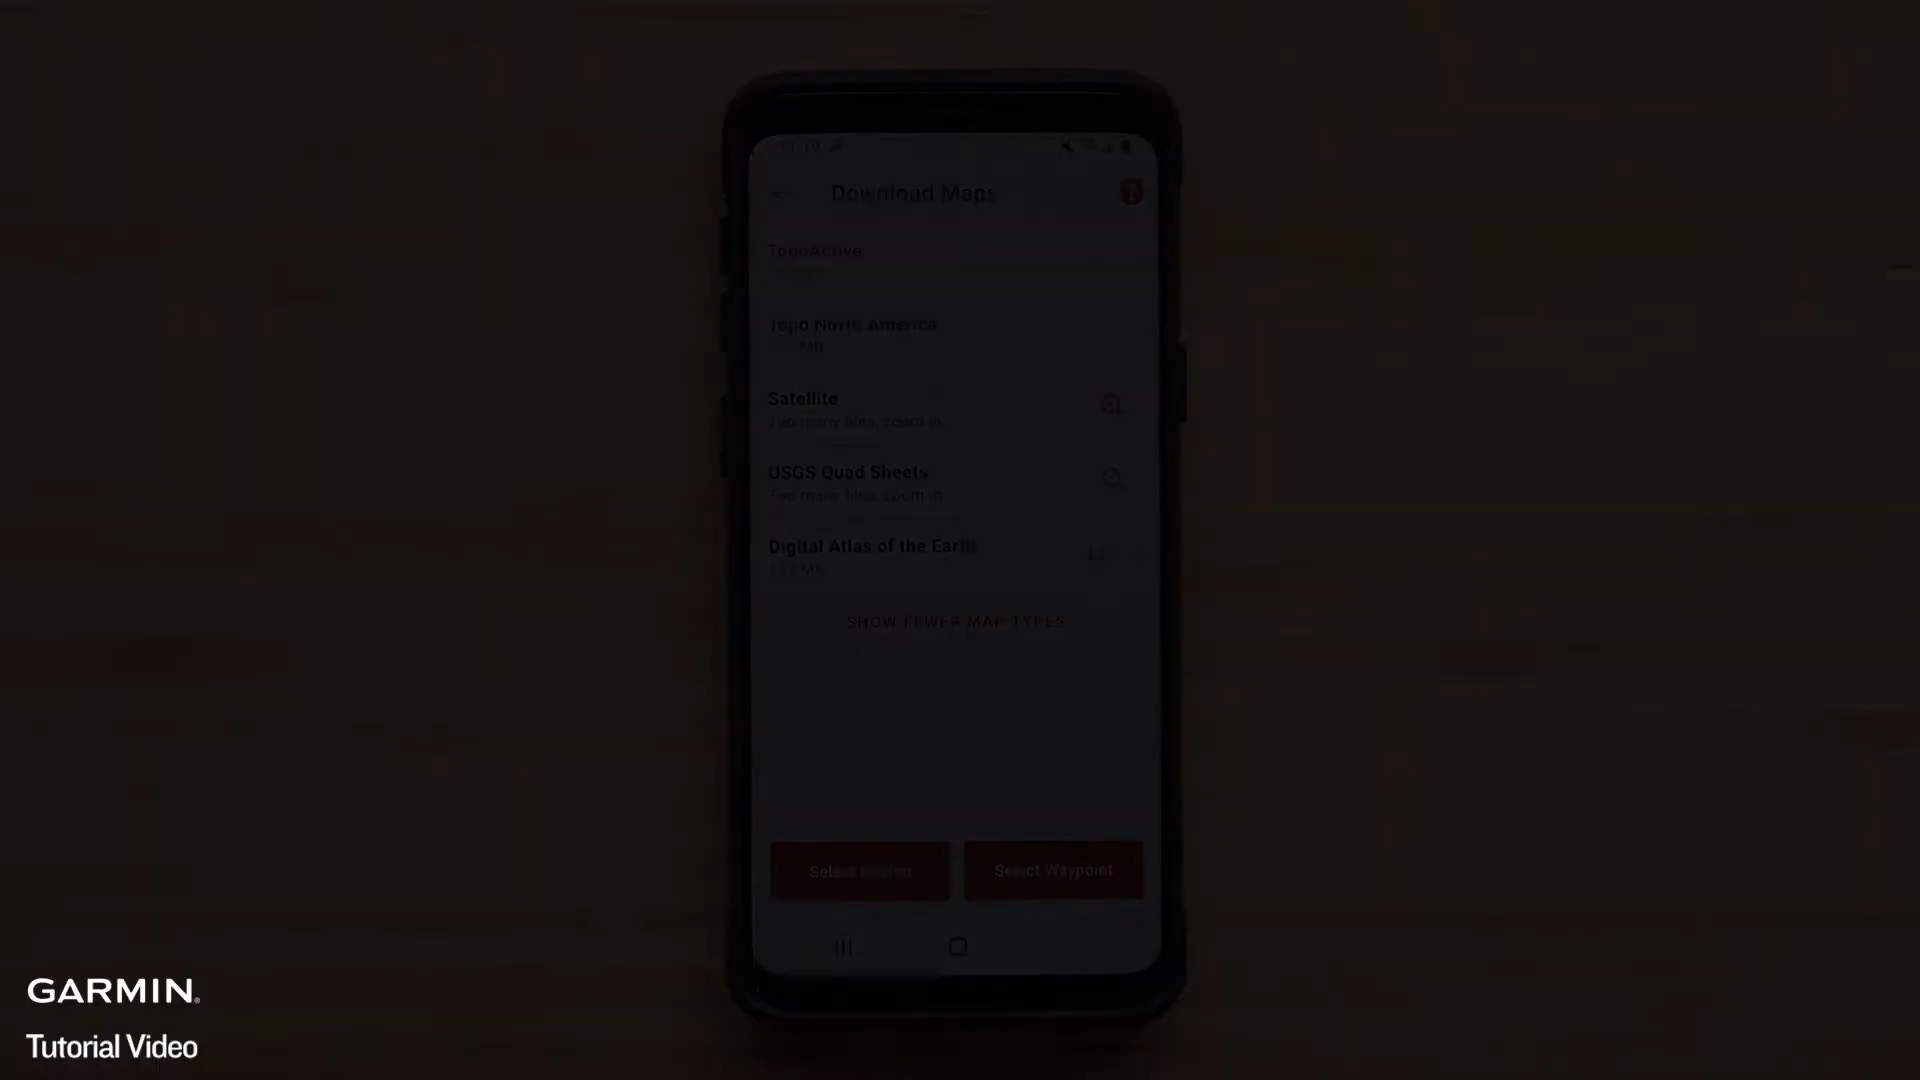 Download Maps
TopoActive
Topo North America
MB
Satellite
Too many tiles, zoom in
USGS Quad Sheets
Too many tiles, zoom in
Digital Atlas of the Earth
MB
SHOW FEWER MAP TYPES
Select Region
Select Waypoint
GARMIN®
Tutorial Video